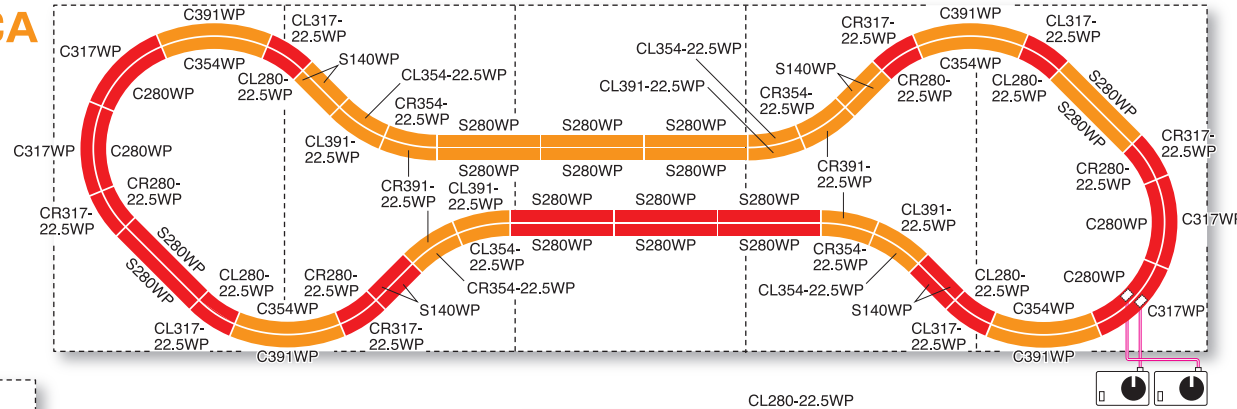 CA
C391WP
CL317-
22.5WP
C317WP
C354WP
CL280-
22.5WP
S140WP
CL354-22.5WP
C280WP
CR354-
22.5WP
C317WP
C280WP
CL391-
22.5WP
S280WP
S280WP
S280WP
S280WP
S280WP
S280WP
CL354-22.5WP
CL391-22.5WP
CR317-
22.5WP
C391WP
CL317-
22.5WP
S140WP
C354WP
CR280-
22.5WP
CL280-
22.5WP
CR354-
22.5WP
S280WP
S280WP
CR391-
22.5WP
CR317-
22.5WP
CR280-
22.5WP
CR280-
22.5WP
CR317-
22.5WP
S280WP
S280WP
CR391-
22.5WP
CL391-
22.5WP
S280WP
S280WP
S280WP
S280WP
S280WP
S280WP
CR391-
22.5WP
CL391-
22.5WP
C280WP
C317WP
CL354-
22.5WP
CR354-22.5WP
CR354-
22.5WP
CL354-22.5WP
CL280-
22.5WP
CR280-
22.5WP
C354WP
S140WP
CL317-
22.5WP
C391WP
CR317-
22.5WP
S140WP
CL280-
22.5WP
C354WP
C280WP
C317WP
CL317-
22.5WP
C391WP
CL280-22.5WP